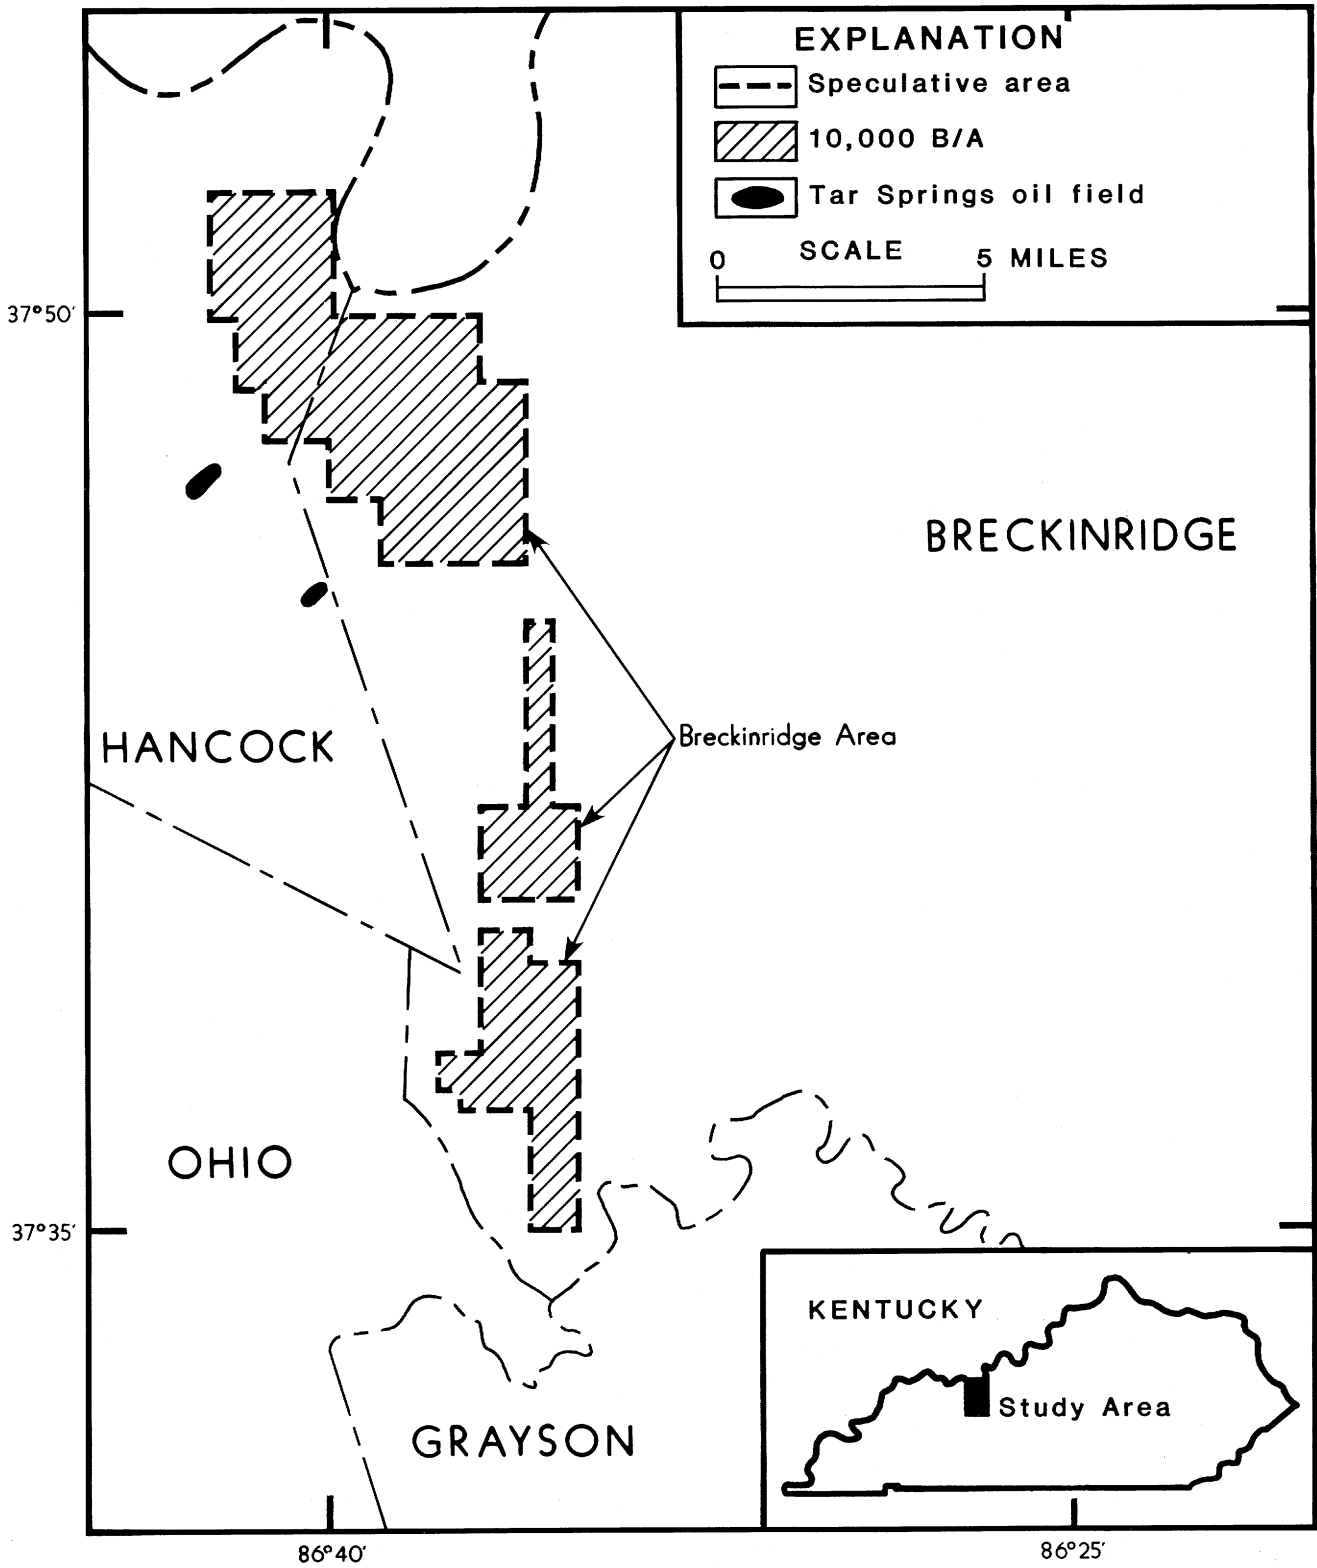 EXPLANATION
Speculative area
10,000 B/A
Tar Springs oil field
SCALE
0 5 MILES
37°50′
BRECKINRIDGE
Breckinridge Area
HANCOCK
OHIO
37°35′
KENTUCKY
Study Area
GRAYSON
86°40′
86°25′